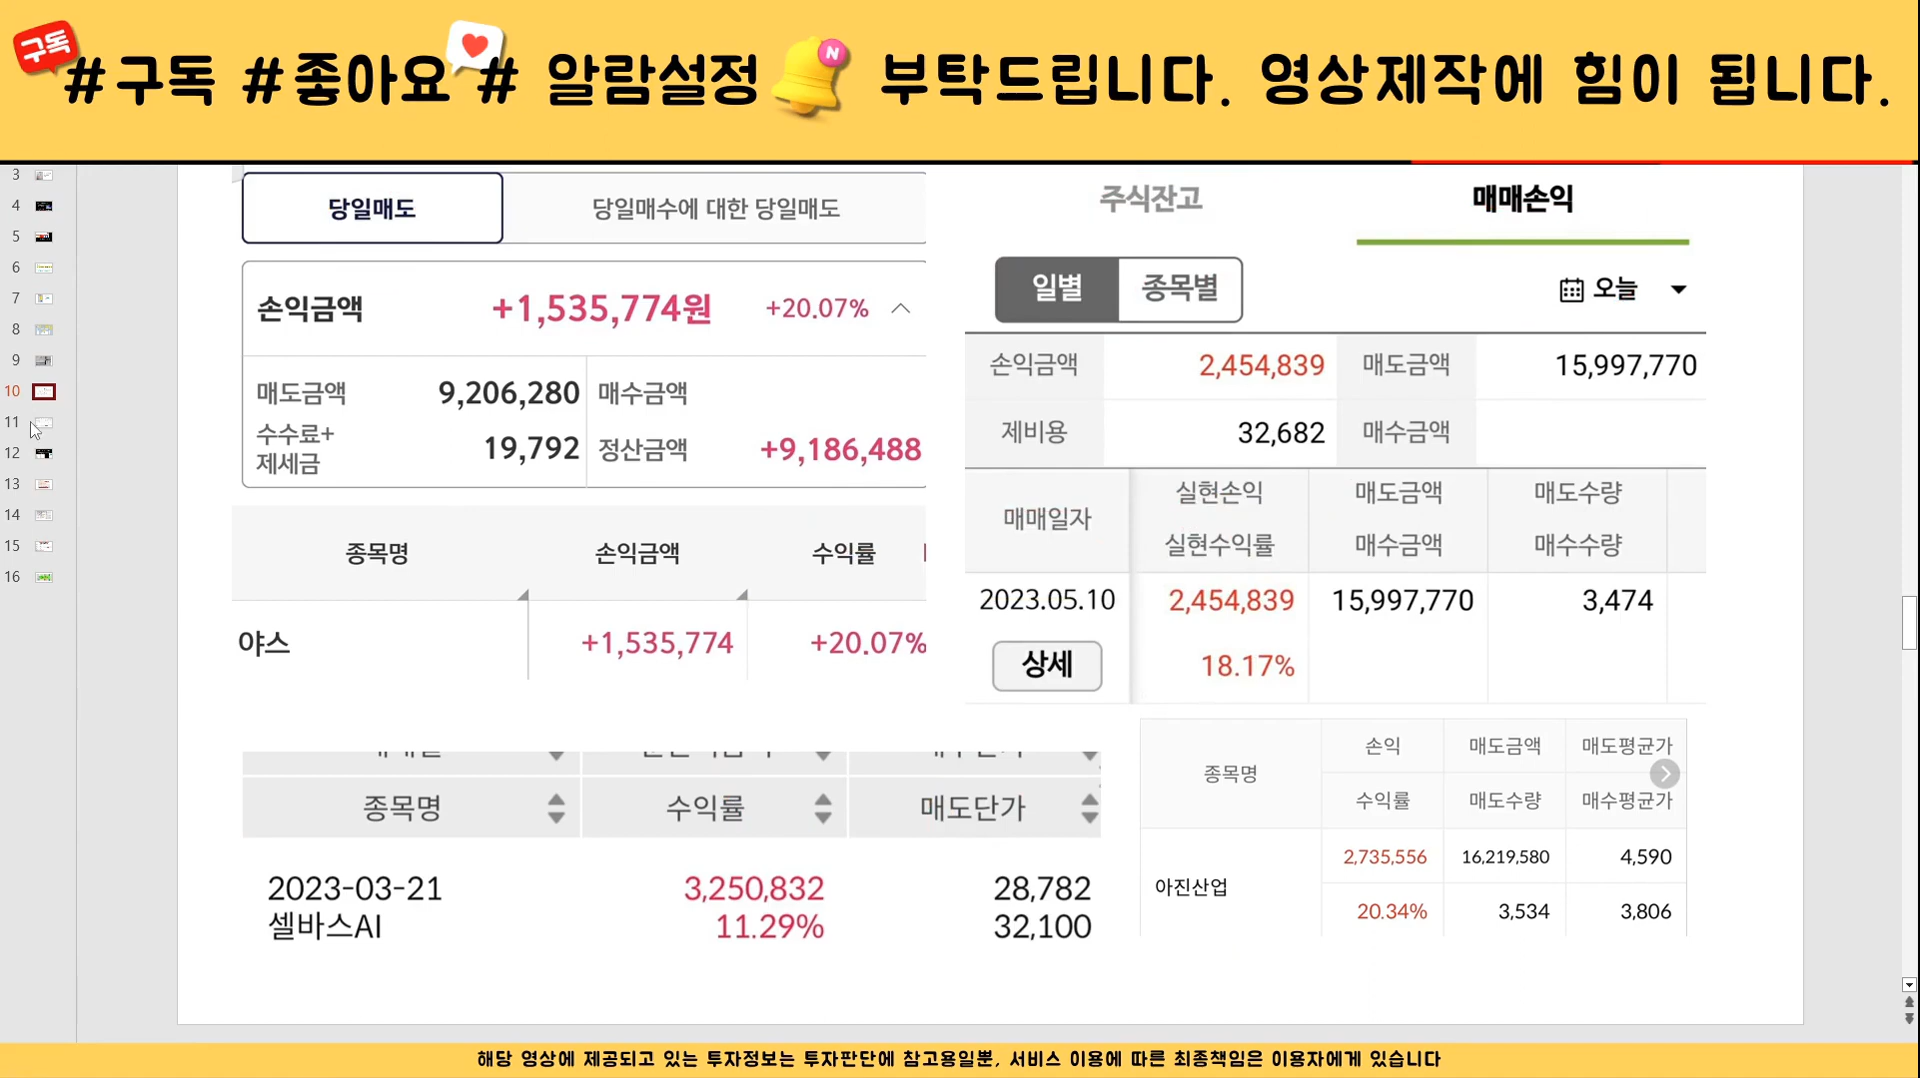 구독
#구독 #좋아요 # 알람설정 N 부탁드립니다. 영상제작에 힘이 됩니다.
3
4
5
6
7
8
9
10
11
12
13
14
15
16
당일매도 당일매수에 대한 당일매도
손익금액 +1,535,774원 +20.07%
매도금액 9,206,280 매수금액
수수료+
제세금 19,792 정산금액 +9,186,488
종목명 손익금액 수익률
야스 +1,535,774 +20.07%
주식잔고 매매손익
일별 종목별 오늘
손익금액 2,454,839 매도금액 15,997,770
제비용 32,682 매수금액
매매일자 실현손익 매도금액 매도수량
실현수익률 매수금액 매수수량
2023.05.10 2,454,839 15,997,770 3,474
상세 18.17%
종목명 수익률 매도단가
2023-03-21 3,250,832 28,782
셀바스AI 11.29% 32,100
종목명 손익 매도금액 매도평균가
수익률 매도수량 매수평균가
아진산업 2,735,556 16,219,580 4,590
20.34% 3,534 3,806
해당 영상에 제공되고 있는 투자정보는 투자판단에 참고용일뿐, 서비스 이용에 따른 최종책임은 이용자에게 있습니다